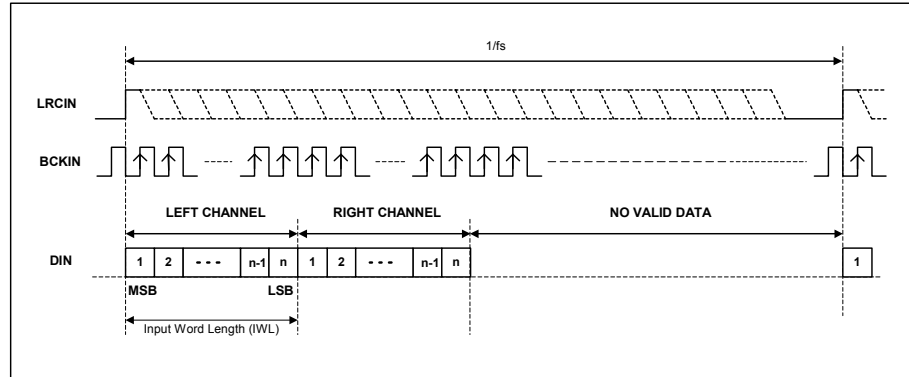 1/fs
LRCIN
BCKIN
LEFT CHANNEL RIGHT CHANNEL NO VALID DATA
DIN 1 2 - - - n-1 n 1 2 - - - n-1 n 1
MSB LSB
Input Word Length (IWL)